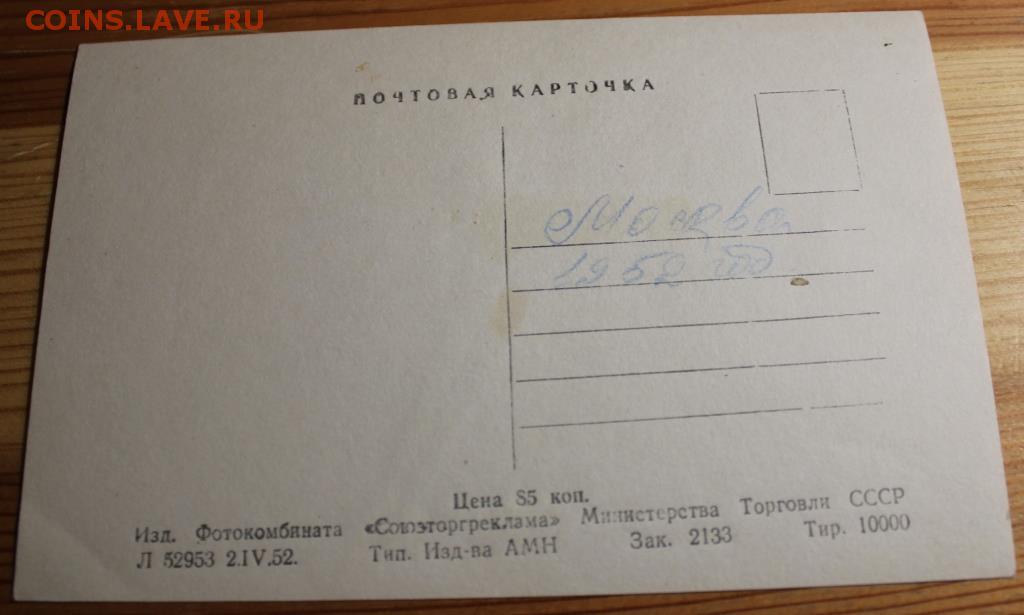 COINS.LAVE.RU
ПОЧТОВАЯ КАРТОЧКА
Москва
1952 год
Цена 85 коп.
Изд. Фотокомбината «Союзторгреклама» Министерства Торговли СССР
Л 52953 2.IV.52. Тип. Изд-ва АМН Зак. 2133 Тир. 10000